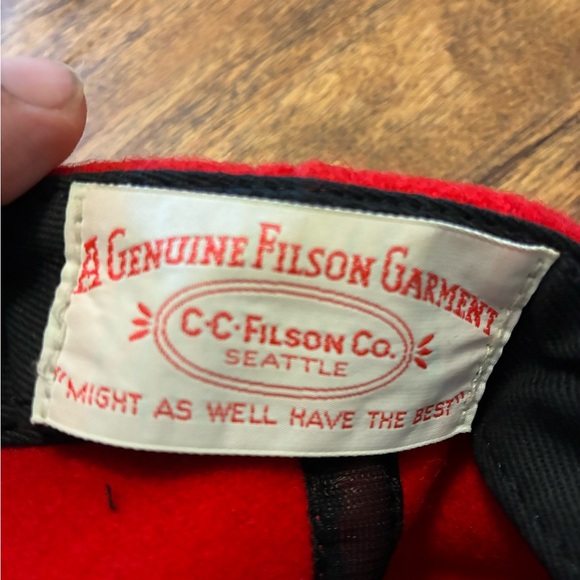 A GENUINE FILSON GARMENT
C·C·FILSON CO.
SEATTLE
"MIGHT AS WELL HAVE THE BEST"